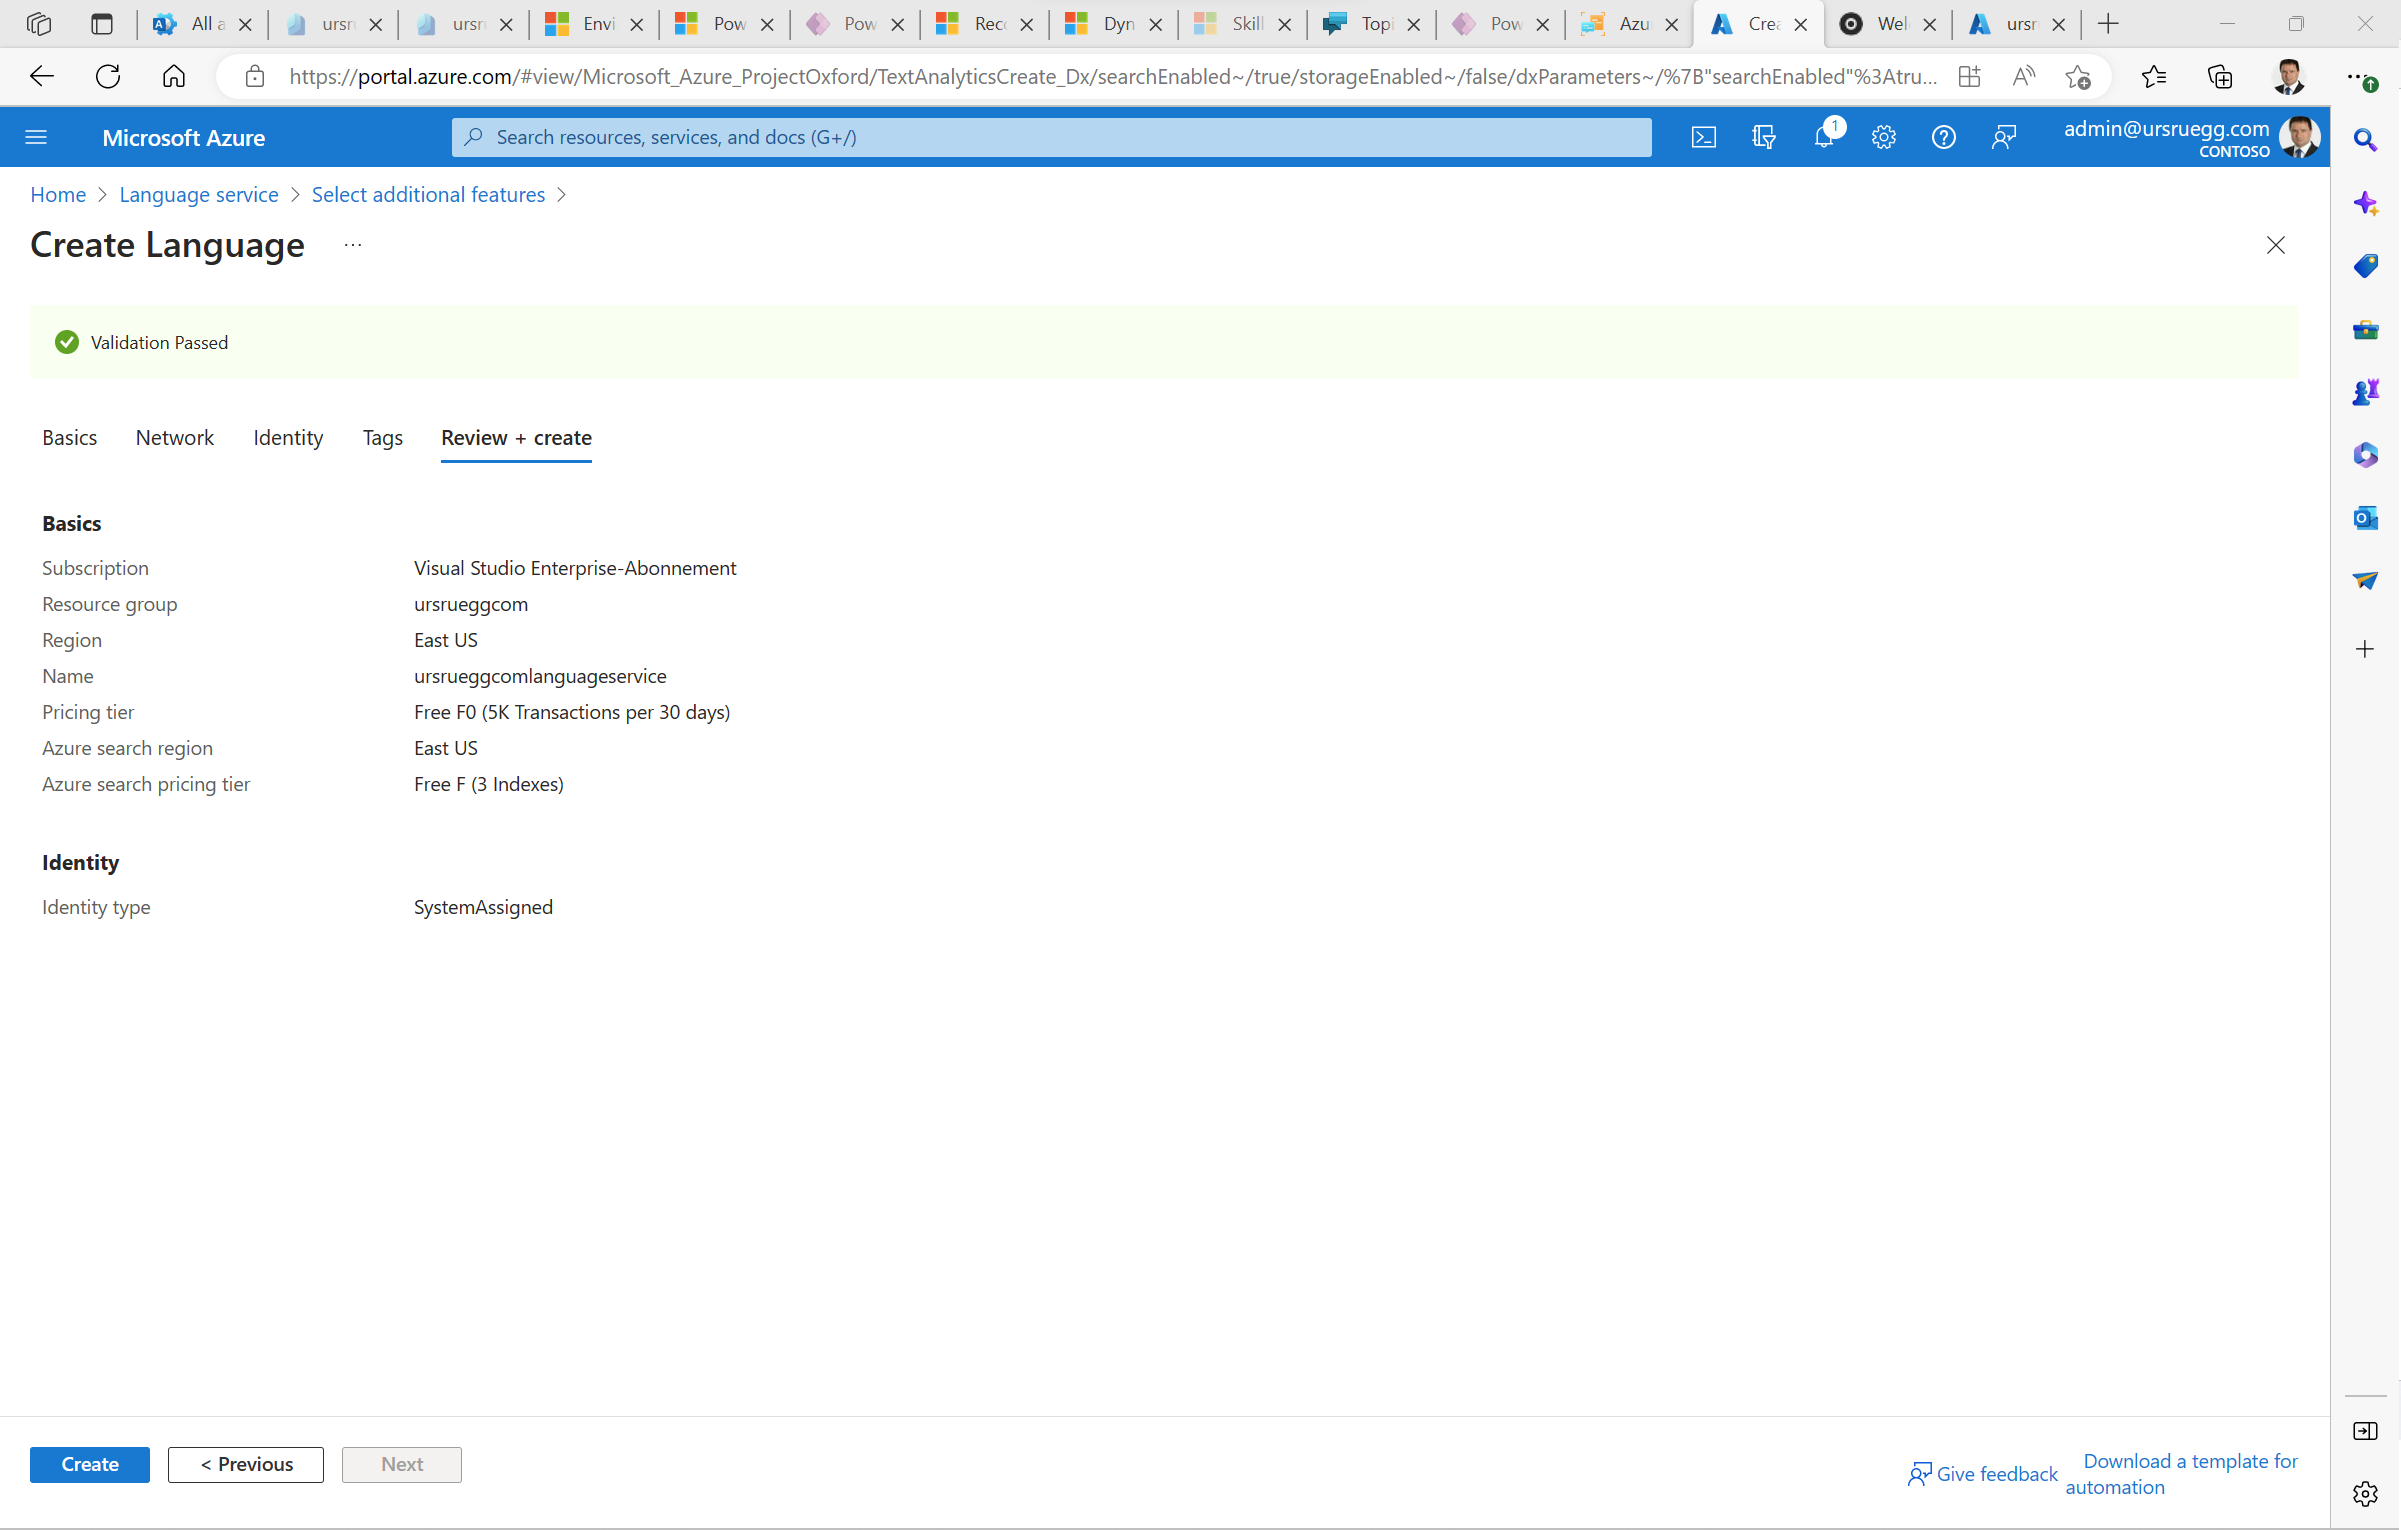 All a
ursr
ursr
Envi
Pow
Pow
Rec
Dyn
Skill
Topi
Pow
Azu
Crea
Wel
ursr
https://portal.azure.com/#view/Microsoft_Azure_ProjectOxford/TextAnalyticsCreate_Dx/searchEnabled~/true/storageEnabled~/false/dxParameters~/%7B"searchEnabled"%3Atru...
Microsoft Azure
Search resources, services, and docs (G+/)
1
admin@ursruegg.com
CONTOSO
Home > Language service > Select additional features >
Create Language ...
Validation Passed
Basics Network Identity Tags Review + create
Basics
Subscription Visual Studio Enterprise-Abonnement
Resource group ursrueggcom
Region East US
Name ursrueggcomlanguageservice
Pricing tier Free F0 (5K Transactions per 30 days)
Azure search region East US
Azure search pricing tier Free F (3 Indexes)
Identity
Identity type SystemAssigned
Create < Previous Next
Give feedback
Download a template for
automation